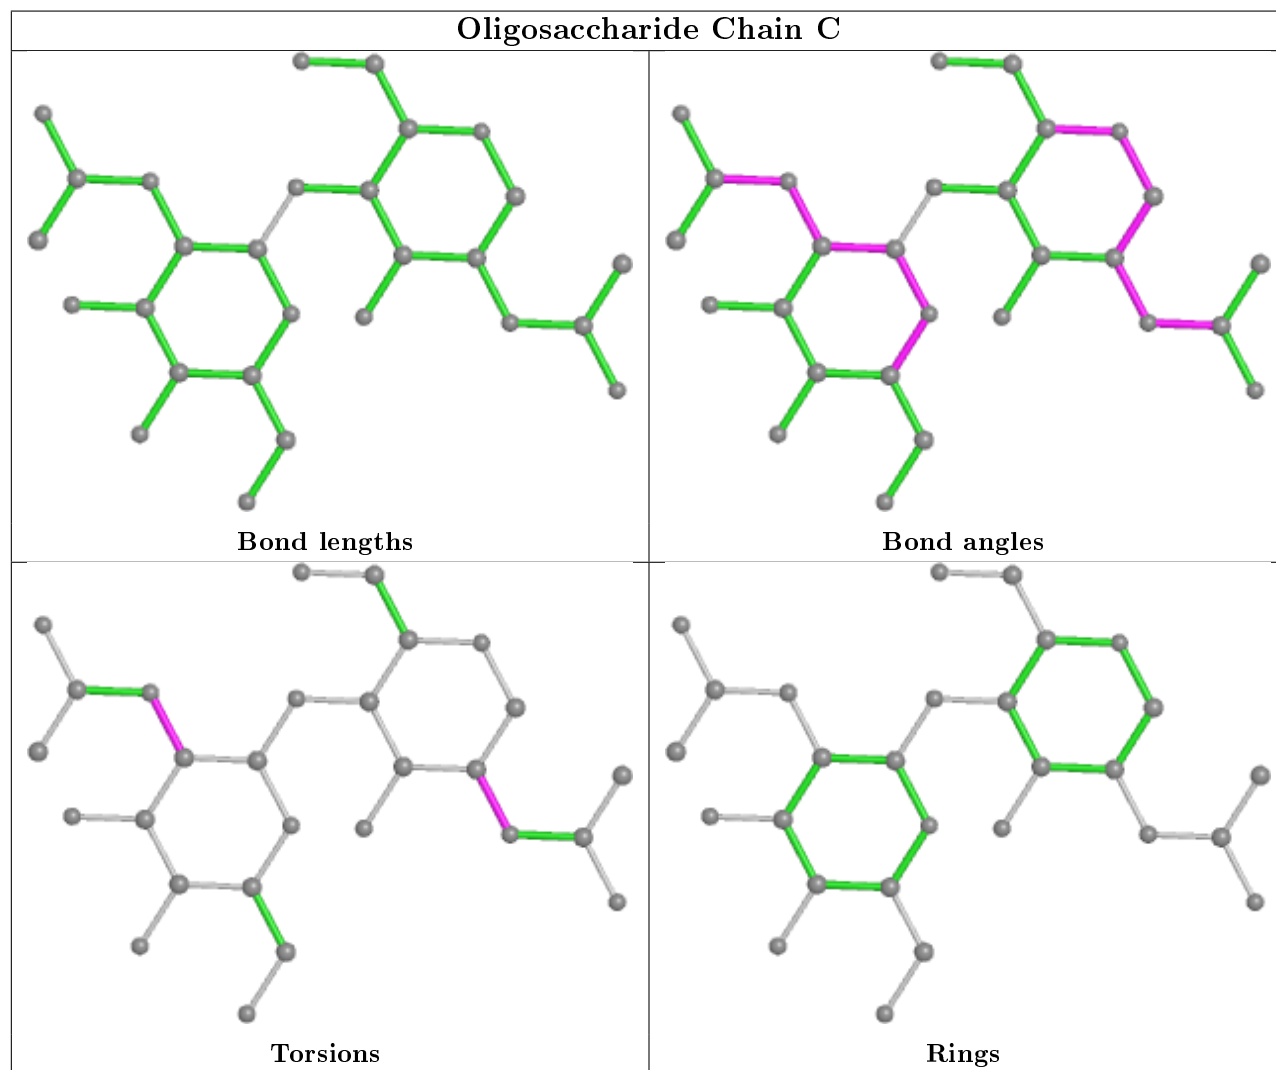 Oligosaccharide Chain C
Bond lengths
Bond angles
Torsions
Rings